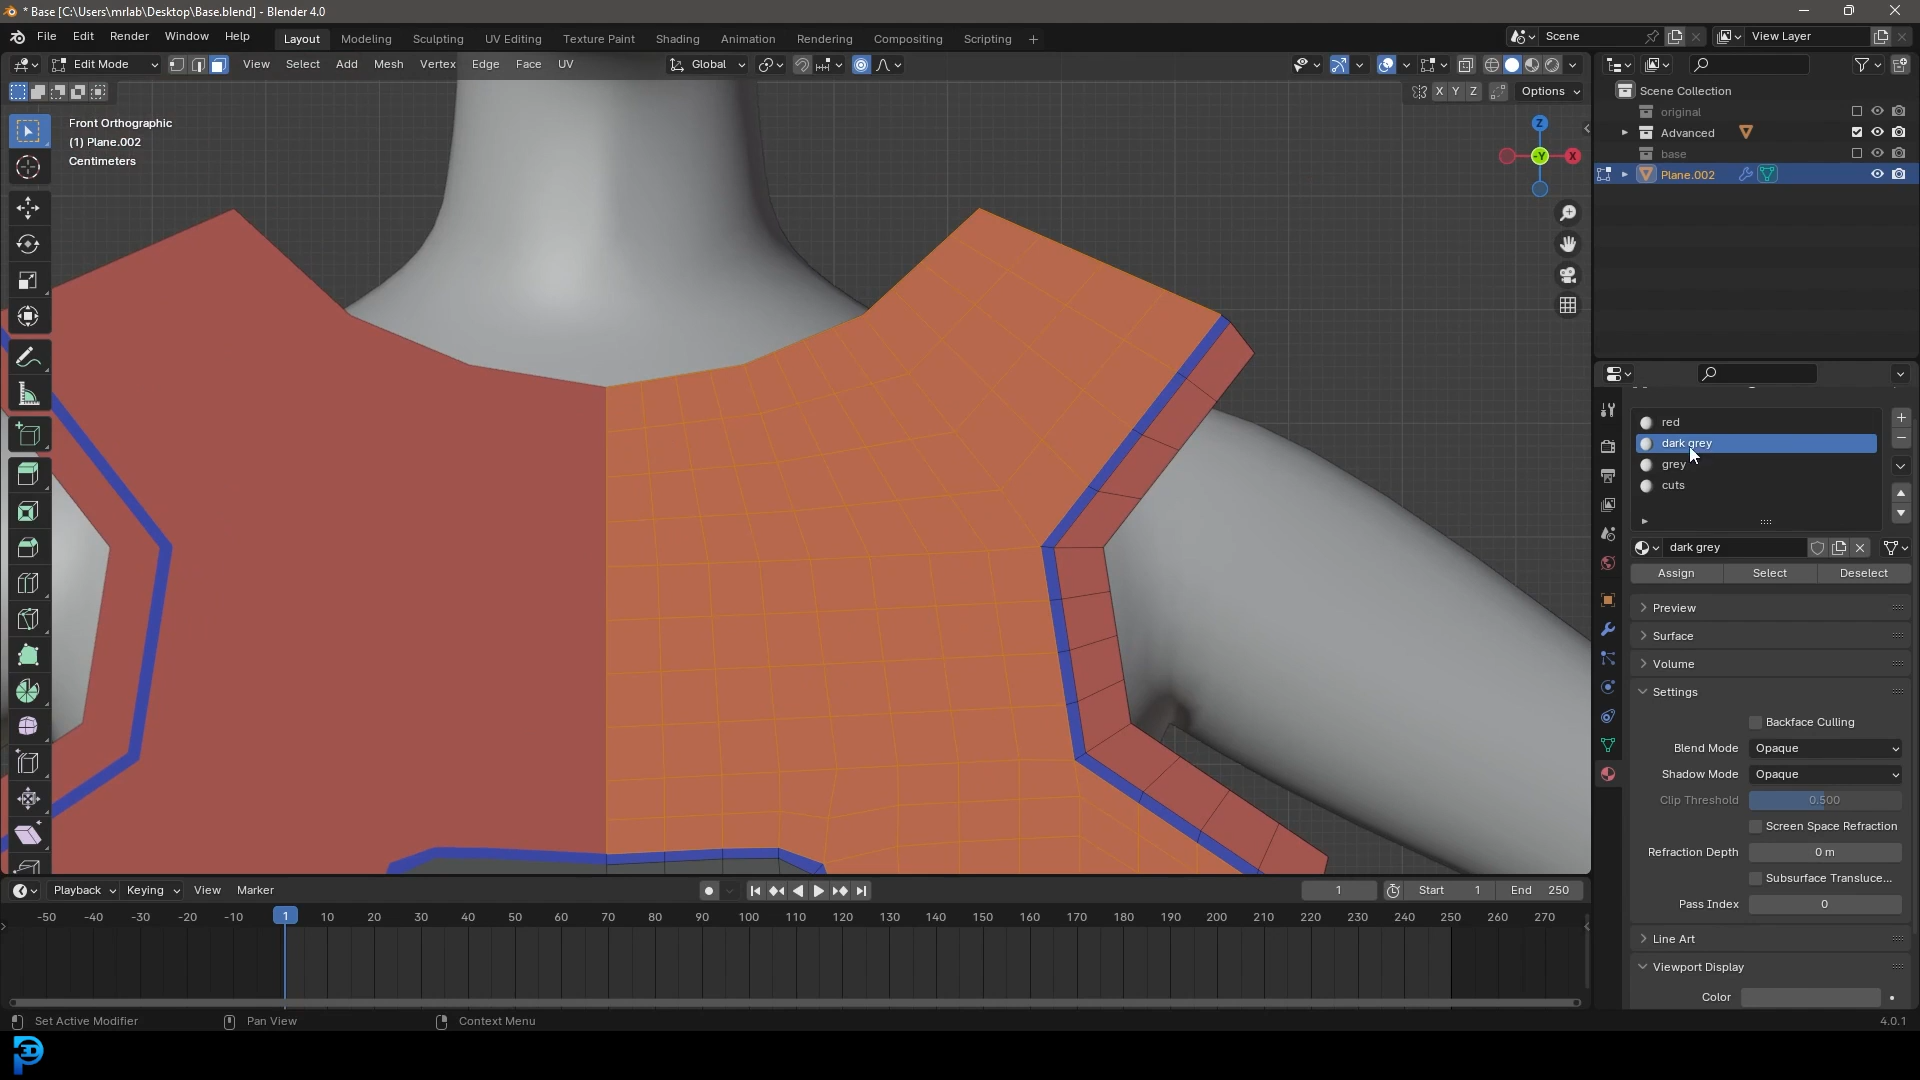 * Base [C:\Users\mrlab\Desktop\Base.blend] - Blender 4.0
File Edit Render Window Help Layout Modeling Sculpting UV Editing Texture Paint Shading Animation Rendering Compositing Scripting + Scene View Layer
Edit Mode View Select Add Mesh Vertex Edge Face UV Global
X Y Z Options
Front Orthographic
(1) Plane.002
Centimeters
Z
-Y
X
Scene Collection
original
Advanced
base
Plane.002
red
dark grey
grey
cuts
dark grey
Assign Select Deselect
Preview
Surface
Volume
Settings
Backface Culling
Blend Mode Opaque
Shadow Mode Opaque
Clip Threshold 0.500
Screen Space Refraction
Refraction Depth 0 m
Subsurface Transluce...
Pass Index 0
Line Art
Viewport Display
Color
Playback Keying View Marker 1 Start 1 End 250
-50 -40 -30 -20 -10 1 10 20 30 40 50 60 70 80 90 100 110 120 130 140 150 160 170 180 190 200 210 220 230 240 250 260 270
Set Active Modifier Pan View Context Menu 4.0.1